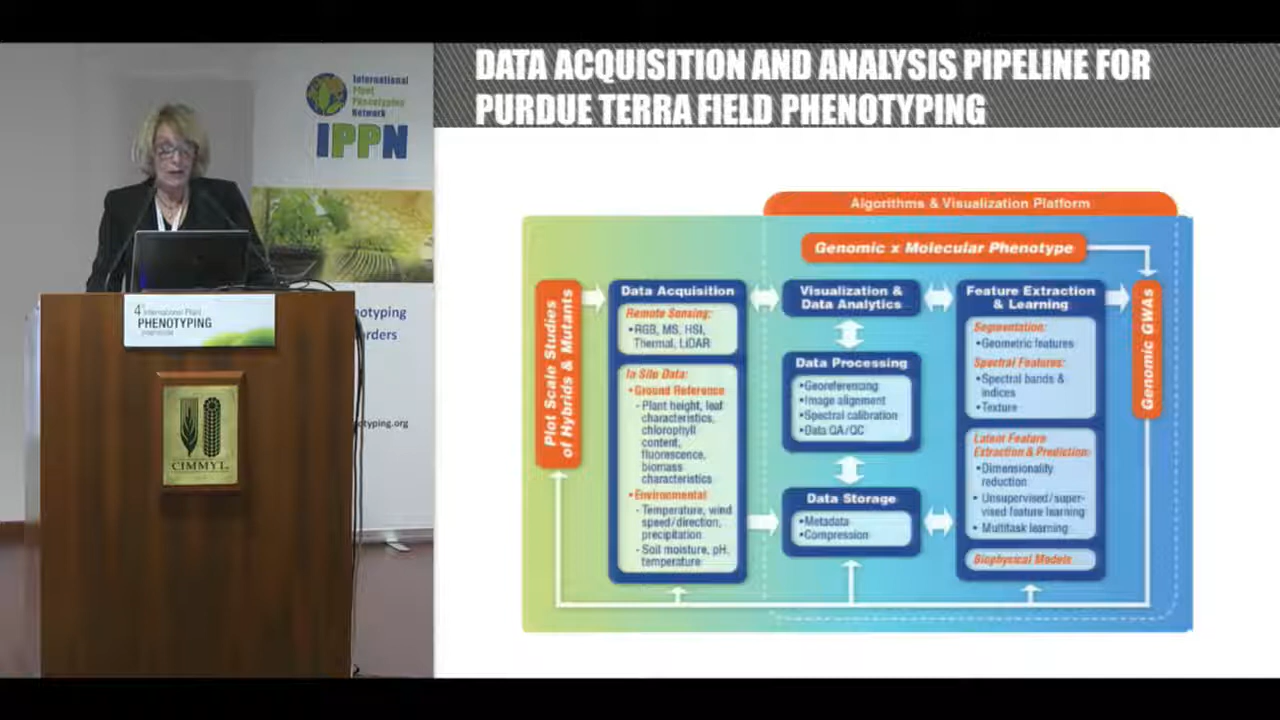 DATA ACQUISITION AND ANALYSIS PIPELINE FOR
PURDUE TERRA FIELD PHENOTYPING
International
Plant
Phenotyping
Network
IPPN
4th International Plant
PHENOTYPING
CIMMYT
Algorithms & Visualization Platform
Genomic x Molecular Phenotype
Plot Scale Studies
of Hybrids & Mutants
Data Acquisition
Remote Sensing:
•RGB, MS, HSI,
Thermal, LiDAR
In Situ Data:
•Ground Reference
- Plant height, leaf
characteristics,
chlorophyll
content,
fluorescence,
biomass
characteristics
•Environmental
- Temperature, wind
speed/direction,
precipitation
- Soil moisture, pH,
temperature
Visualization &
Data Analytics
Data Processing
•Georeferencing
•Image alignment
•Spectral calibration
•Data QA/QC
Data Storage
•Metadata
•Compression
Feature Extraction
& Learning
Segmentation:
•Geometric features
Spectral Features:
•Spectral bands &
indices
•Texture
Latent Feature
Extraction & Prediction:
•Dimensionality
reduction
• Unsupervised/super-
vised feature learning
• Multitask learning
Biophysical Models
Genomic GWAs